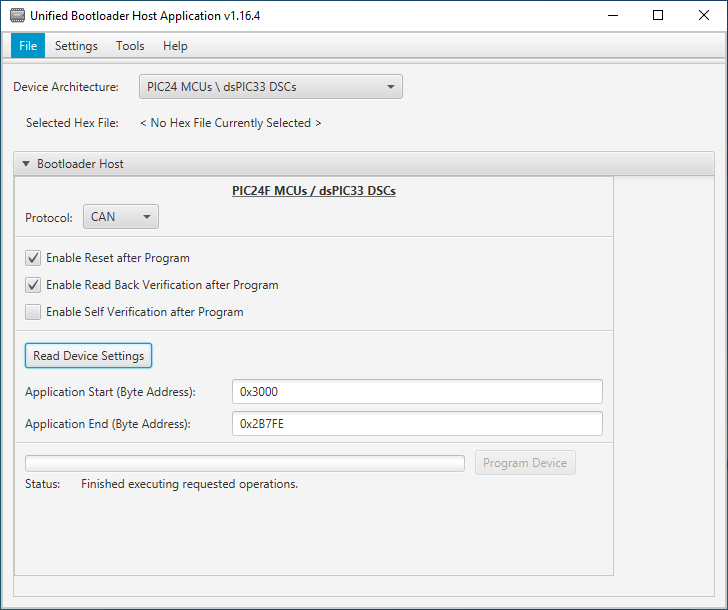 Unified Bootloader Host Application v1.16.4
File Settings Tools Help
Device Architecture: PIC24 MCUs \ dsPIC33 DSCs
Selected Hex File: < No Hex File Currently Selected >
Bootloader Host
PIC24F MCUs / dsPIC33 DSCs
Protocol: CAN
Enable Reset after Program
Enable Read Back Verification after Program
Enable Self Verification after Program
Read Device Settings
Application Start (Byte Address): 0x3000
Application End (Byte Address): 0x2B7FE
Program Device
Status: Finished executing requested operations.